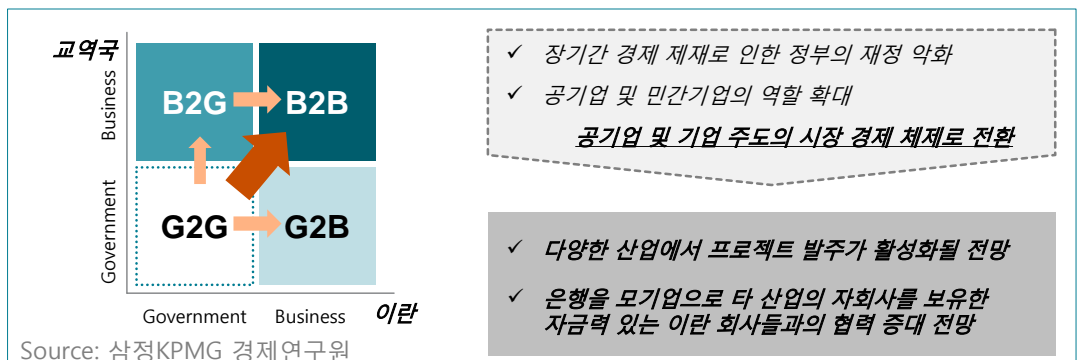 교역국
Business
Government
B2G
B2B
G2G
G2B
Government
Business
이란
✓ 장기간 경제 제재로 인한 정부의 재정 악화
✓ 공기업 및 민간기업의 역할 확대
공기업 및 기업 주도의 시장 경제 체제로 전환
✓ 다양한 산업에서 프로젝트 발주가 활성화될 전망
✓ 은행을 모기업으로 타 산업의 자회사를 보유한
자금력 있는 이란 회사들과의 협력 증대 전망
Source: 삼정KPMG 경제연구원